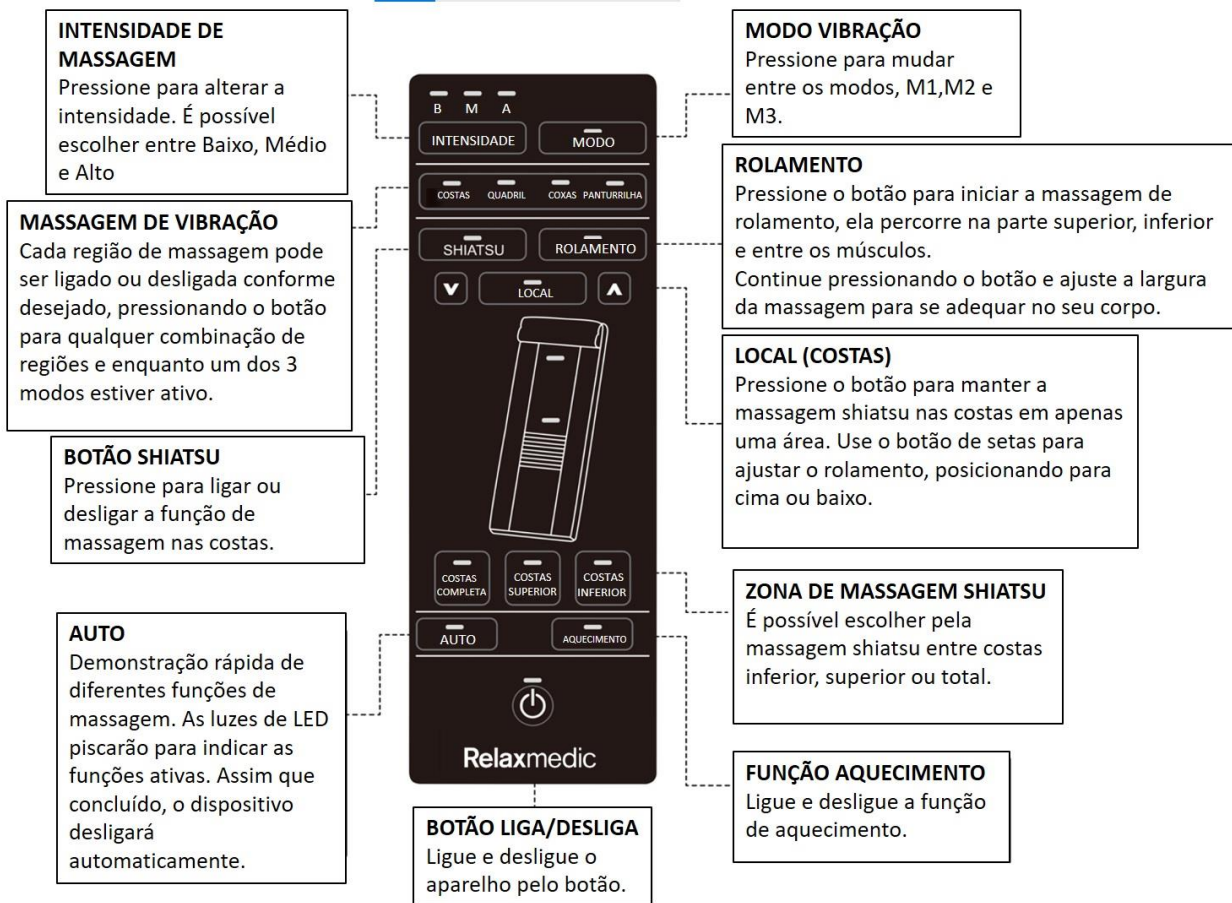 INTENSIDADE DE
MASSAGEM
Pressione para alterar a
intensidade. É possível
escolher entre Baixo, Médio
e Alto
MASSAGEM DE VIBRAÇÃO
Cada região de massagem pode
ser ligado ou desligada conforme
desejado, pressionando o botão
para qualquer combinação de
regiões e enquanto um dos 3
modos estiver ativo.
BOTÃO SHIATSU
Pressione para ligar ou
desligar a função de
massagem nas costas.
AUTO
Demonstração rápida de
diferentes funções de
massagem. As luzes de LED
piscarão para indicar as
funções ativas. Assim que
concluído, o dispositivo
desligará
automaticamente.
B M A
INTENSIDADE MODO
COSTAS QUADRIL COXAS PANTURRILHA
SHIATSU ROLAMENTO
LOCAL
COSTAS
COMPLETA
COSTAS
SUPERIOR
COSTAS
INFERIOR
AUTO AQUECIMENTO
Relaxmedic
BOTÃO LIGA/DESLIGA
Ligue e desligue o
aparelho pelo botão.
MODO VIBRAÇÃO
Pressione para mudar
entre os modos, M1,M2 e
M3.
ROLAMENTO
Pressione o botão para iniciar a massagem de
rolamento, ela percorre na parte superior, inferior
e entre os músculos.
Continue pressionando o botão e ajuste a largura
da massagem para se adequar no seu corpo.
LOCAL (COSTAS)
Pressione o botão para manter a
massagem shiatsu nas costas em apenas
uma área. Use o botão de setas para
ajustar o rolamento, posicionando para
cima ou baixo.
ZONA DE MASSAGEM SHIATSU
É possível escolher pela
massagem shiatsu entre costas
inferior, superior ou total.
FUNÇÃO AQUECIMENTO
Ligue e desligue a função
de aquecimento.